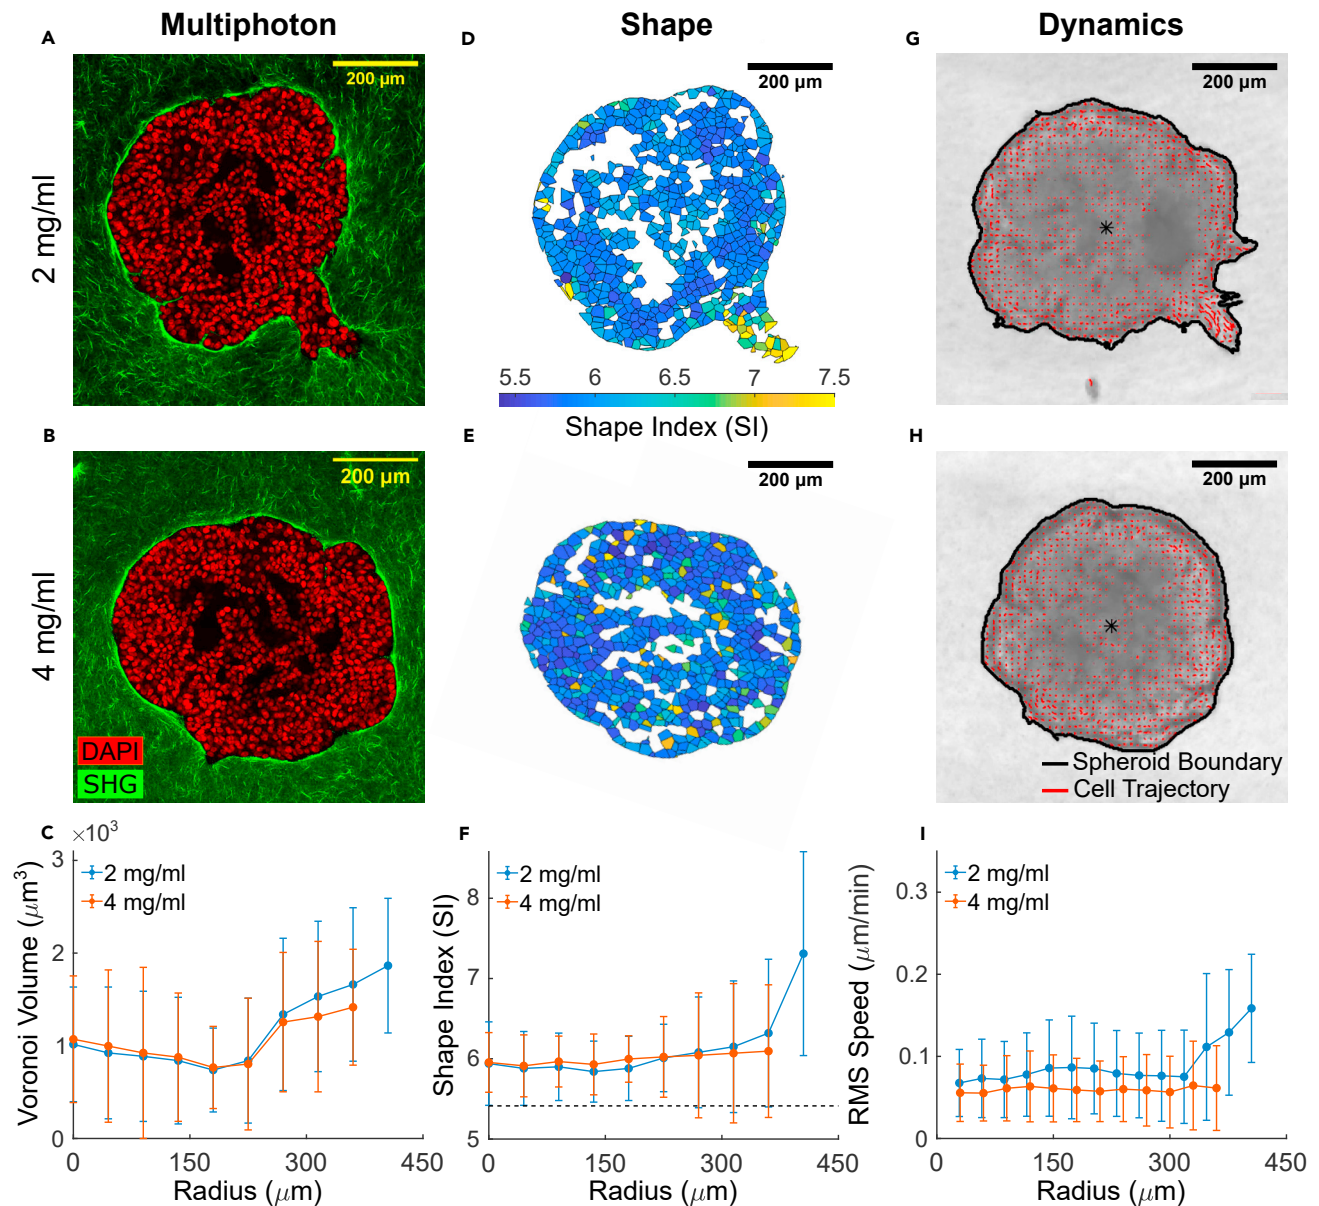 Multiphoton
Shape
Dynamics
A
D
G
200 μm
200 μm
200 μm
2 mg/ml
5.5 6 6.5 7 7.5
Shape Index (SI)
B
E
H
200 μm
200 μm
200 μm
4 mg/ml
DAPI
SHG
Spheroid Boundary
Cell Trajectory
C
×10³
3
2
1
0
Voronoi Volume (μm³)
2 mg/ml
4 mg/ml
0 150 300 450
Radius (μm)
F
8
7
6
5
Shape Index (SI)
2 mg/ml
4 mg/ml
0 150 300 450
Radius (μm)
I
0.3
0.2
0.1
0
RMS Speed (μm/min)
2 mg/ml
4 mg/ml
0 150 300 450
Radius (μm)